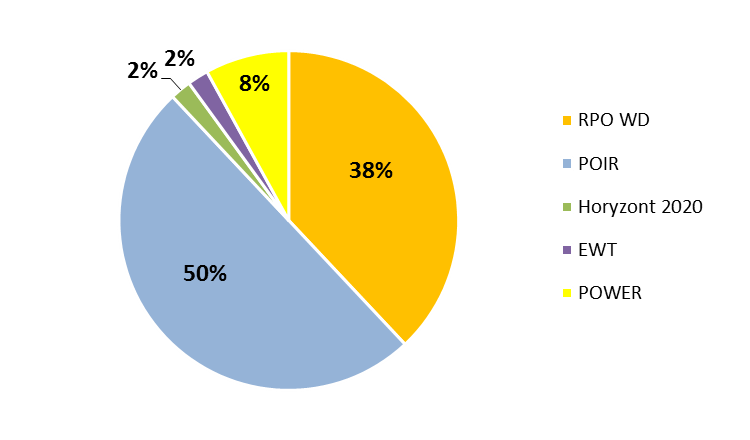 2%
2%
8%
38%
50%
RPO WD
POIR
Horyzont 2020
EWT
POWER